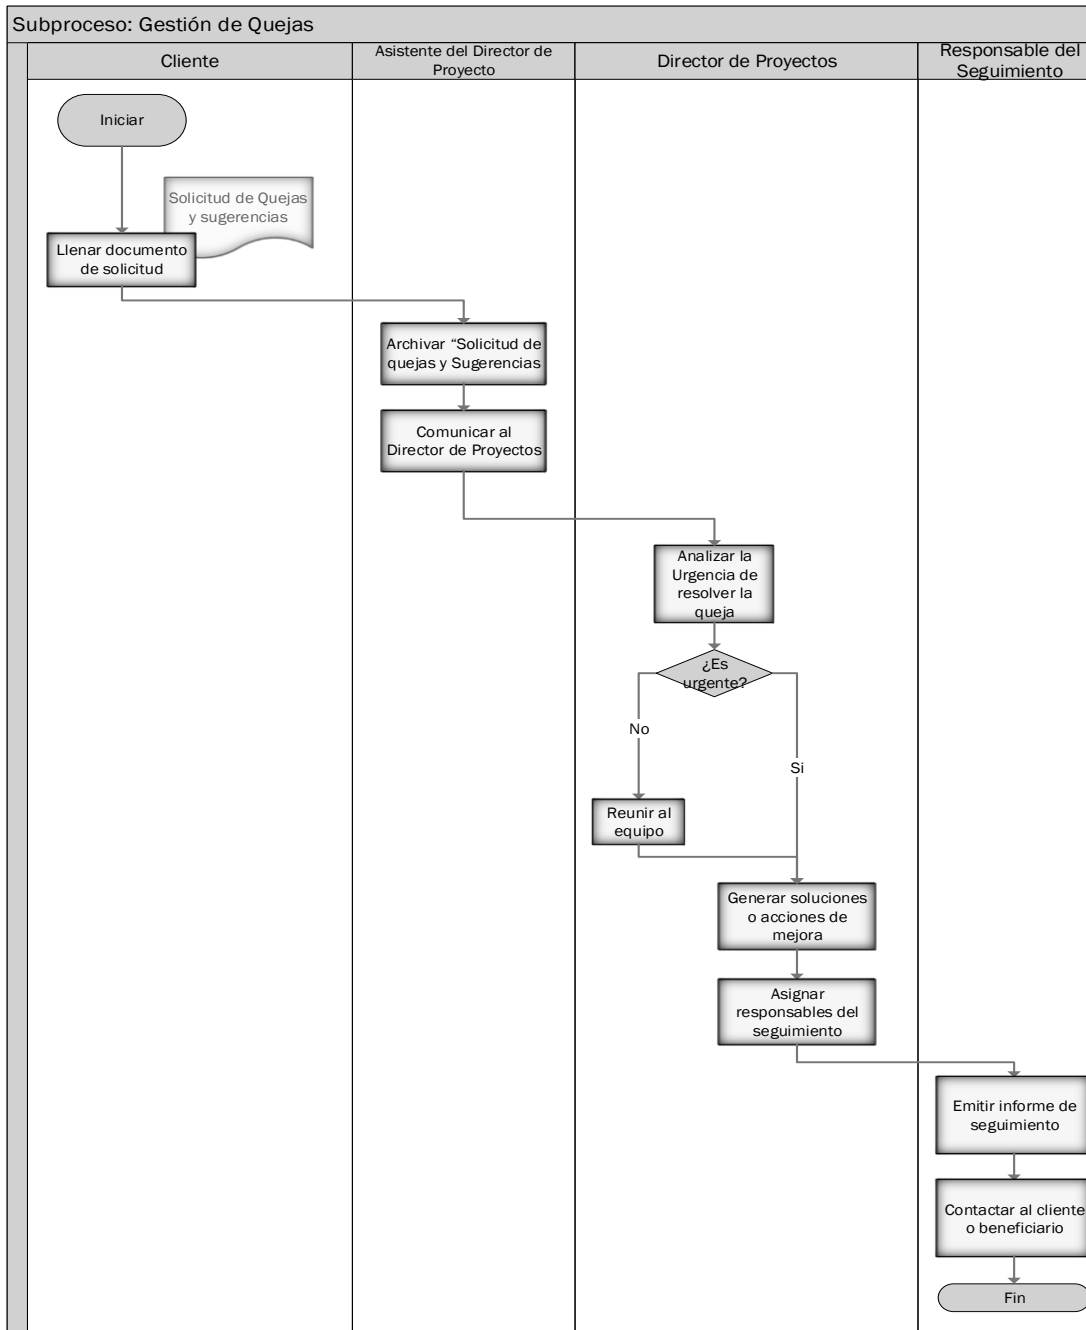 Subproceso: Gestión de Quejas
Cliente
Asistente del Director de
Proyecto
Director de Proyectos
Responsable del
Seguimiento
Iniciar
Solicitud de Quejas
y sugerencias
Llenar documento
de solicitud
Archivar “Solicitud de
quejas y Sugerencias
Comunicar al
Director de Proyectos
Analizar la
Urgencia de
resolver la
queja
¿Es
urgente?
No
Si
Reunir al
equipo
Generar soluciones
o acciones de
mejora
Asignar
responsables del
seguimiento
Emitir informe de
seguimiento
Contactar al cliente
o beneficiario
Fin